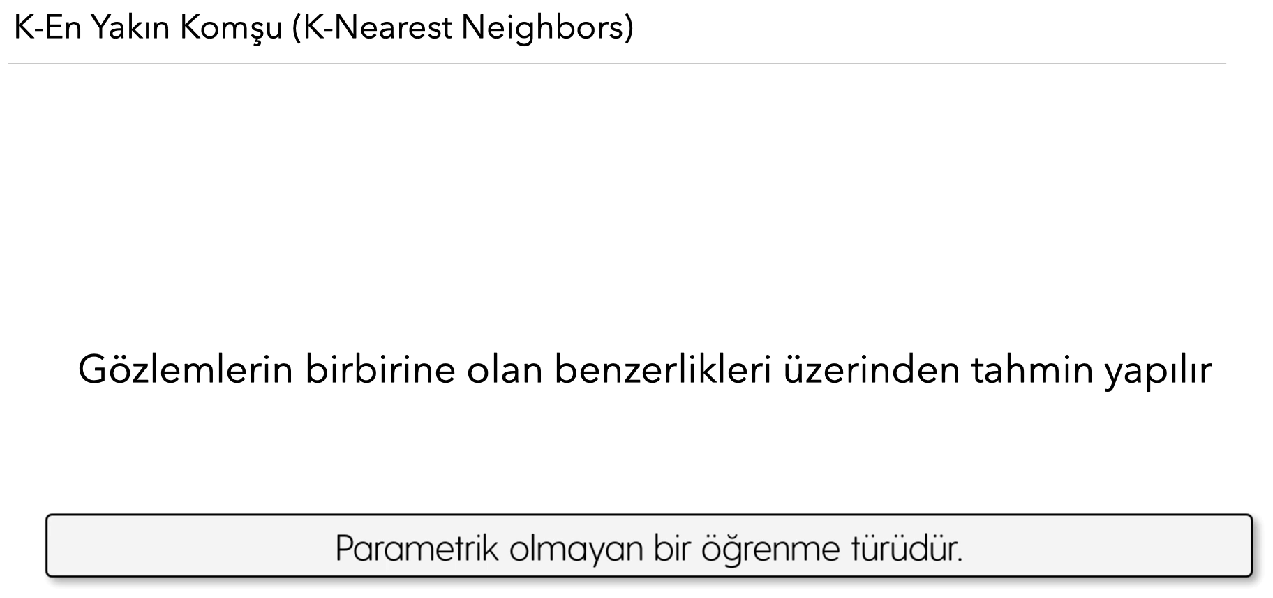 K-En Yakın Komşu (K-Nearest Neighbors)
Gözlemlerin birbirine olan benzerlikleri üzerinden tahmin yapılır
Parametrik olmayan bir öğrenme türüdür.